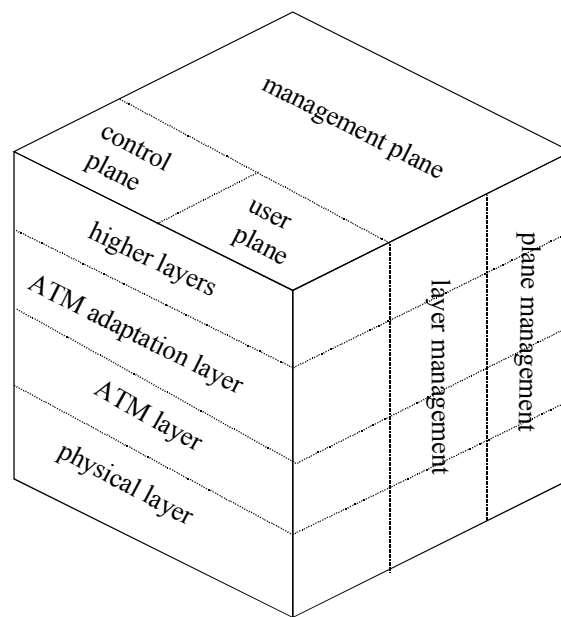 management plane
control
plane
user
plane
higher layers
ATM adaptation layer
ATM layer
physical layer
layer management
plane management